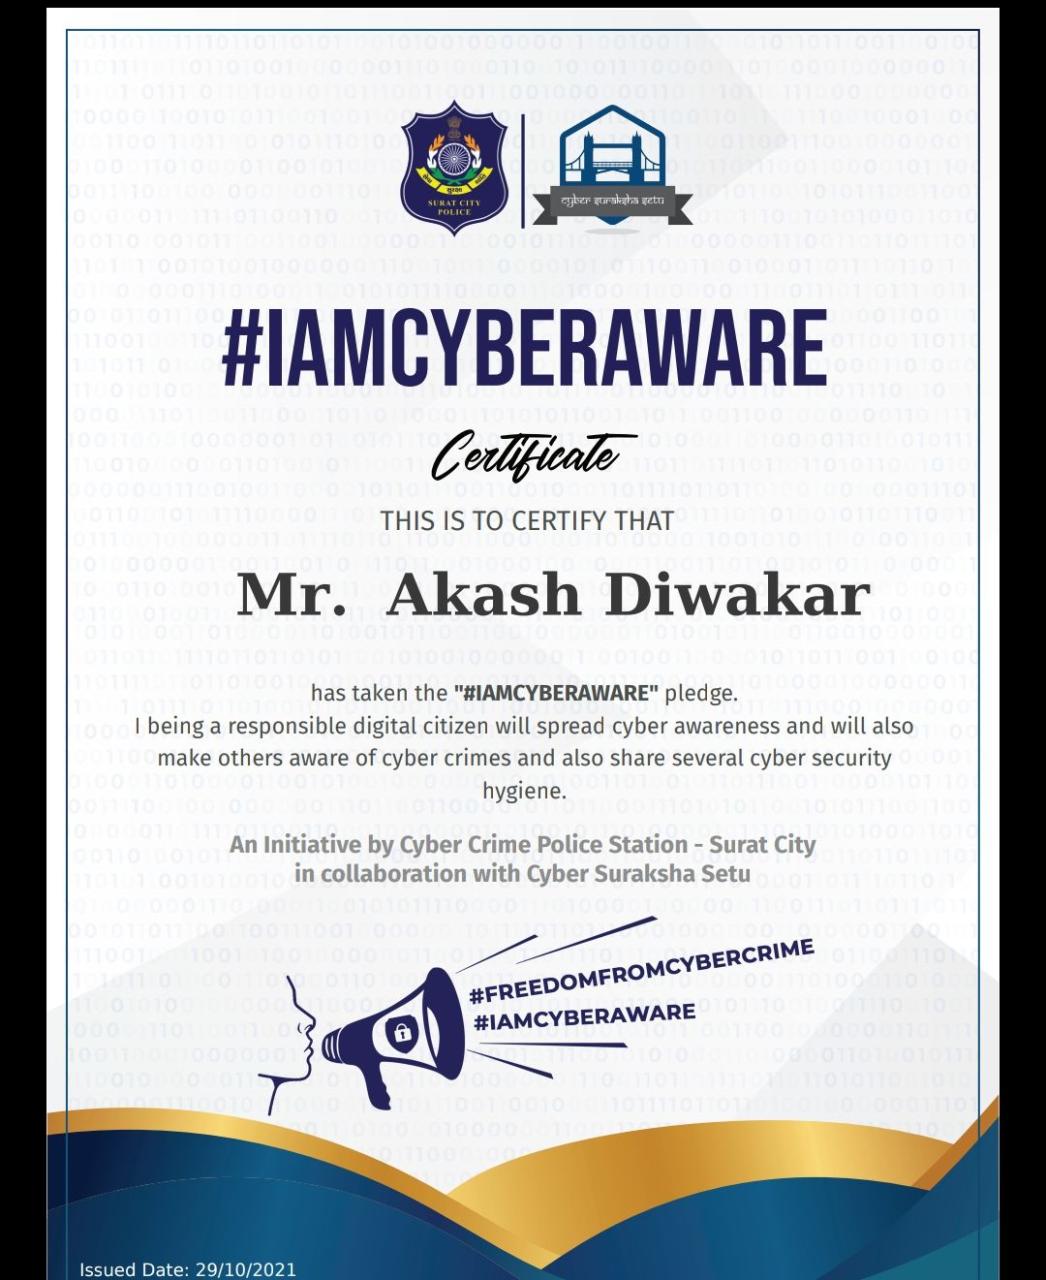 SURAT CITY
POLICE
cyber suraksha setu
#IAMCYBERAWARE
Certificate
THIS IS TO CERTIFY THAT
Mr. Akash Diwakar
has taken the "#IAMCYBERAWARE" pledge.
I being a responsible digital citizen will spread cyber awareness and will also
make others aware of cyber crimes and also share several cyber security
hygiene.
An Initiative by Cyber Crime Police Station - Surat City
in collaboration with Cyber Suraksha Setu
#FREEDOMFROMCYBERCRIME
#IAMCYBERAWARE
Issued Date: 29/10/2021